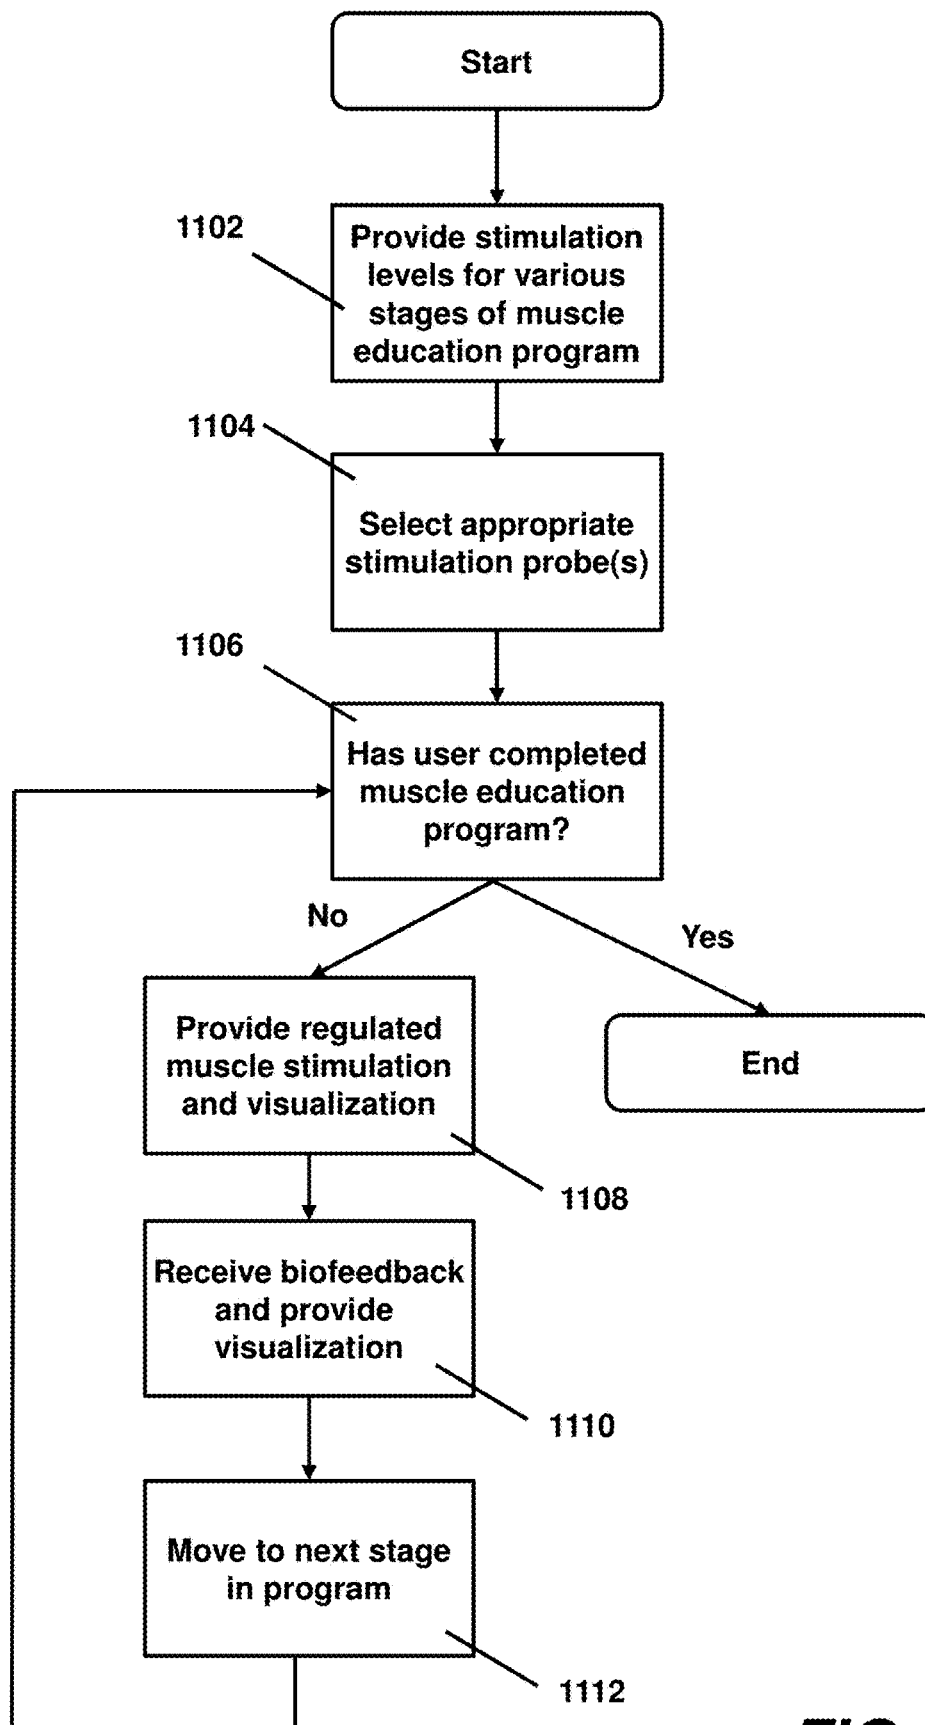 Start
1102
Provide stimulation
levels for various
stages of muscle
education program
1104
Select appropriate
stimulation probe(s)
1106
Has user completed
muscle education
program?
No
Yes
Provide regulated
muscle stimulation
and visualization
End
1108
Receive biofeedback
and provide
visualization
1110
Move to next stage
in program
1112